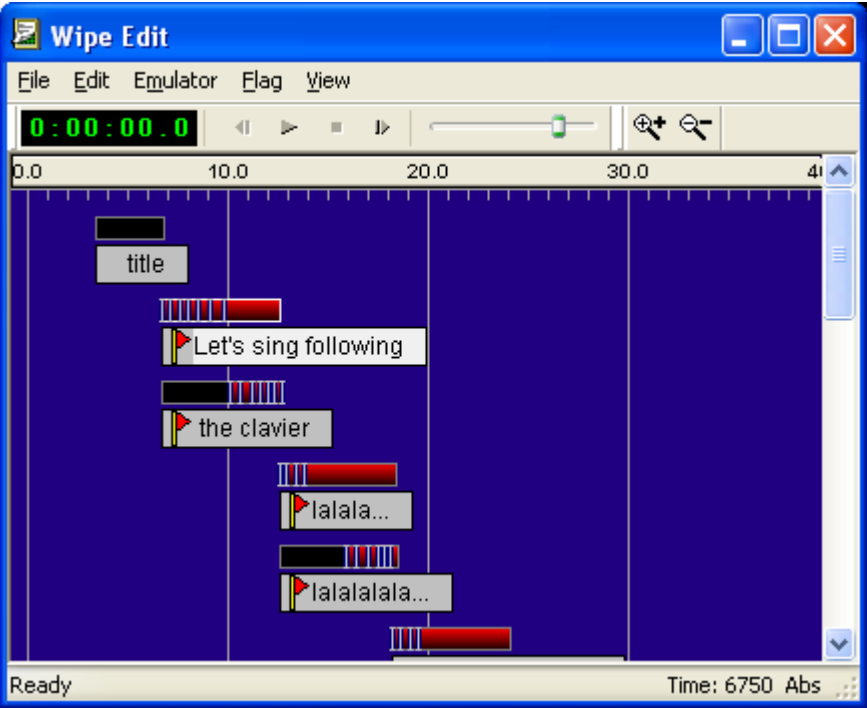 Wipe Edit
File Edit Emulator Flag View
0:00:00.0
0.0 10.0 20.0 30.0
title
Let's sing following
the clavier
lalala...
lalalalala...
Ready Time: 6750 Abs